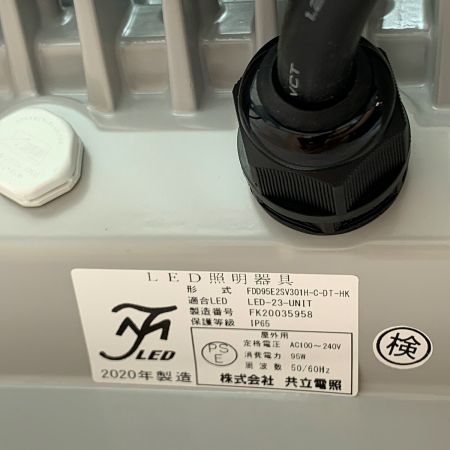 VCT
LED照明器具
形式 FDD95E2SV301H-C-DT-HK
適合LED LED-23-UNIT
製造番号 FK20035958
保護等級 IP65
LED
2020年製造
PS
E
屋外用
定格電圧 AC100～240V
消費電力 95W
周波数 50/60Hz
株式会社 共立電照
検